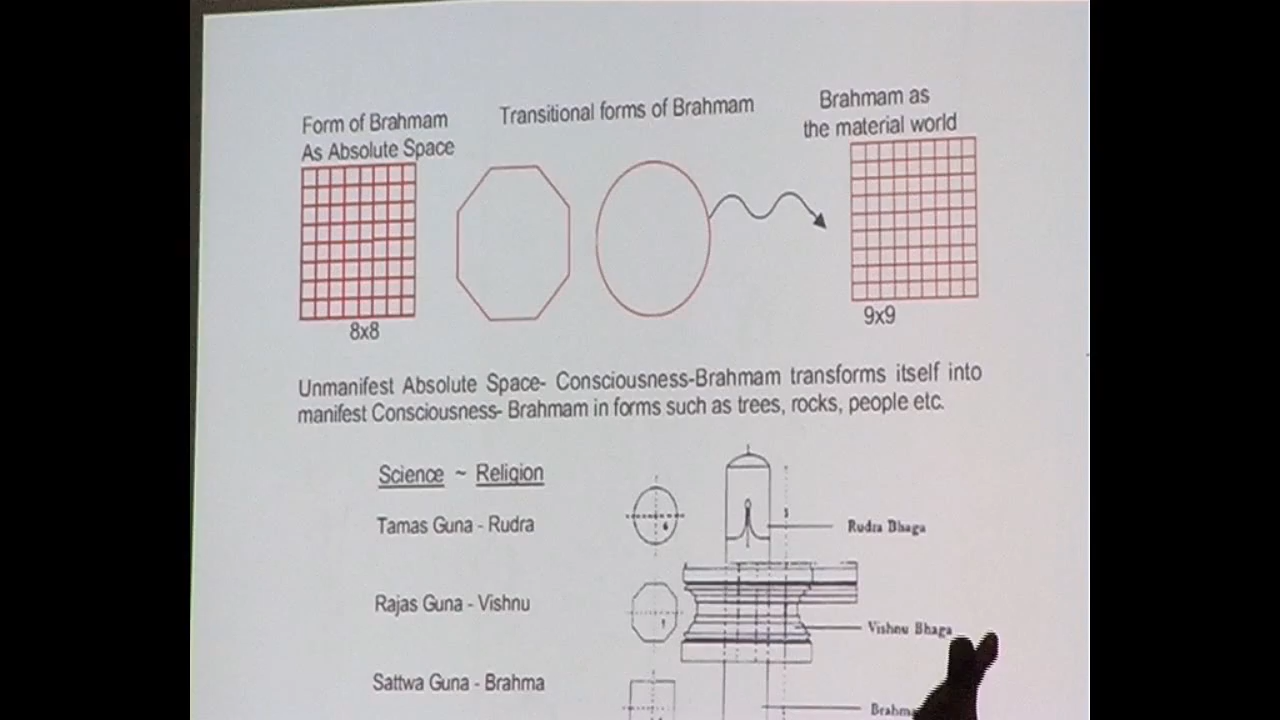 Form of Brahmam
As Absolute Space
Transitional forms of Brahmam
Brahmam as
the material world
8x8
9x9
Unmanifest Absolute Space- Consciousness-Brahmam transforms itself into
manifest Consciousness- Brahmam in forms such as trees, rocks, people etc.
Science ~ Religion
Tamas Guna - Rudra
Rudra Bhaga
Rajas Guna - Vishnu
Vishnu Bhaga
Sattwa Guna - Brahma